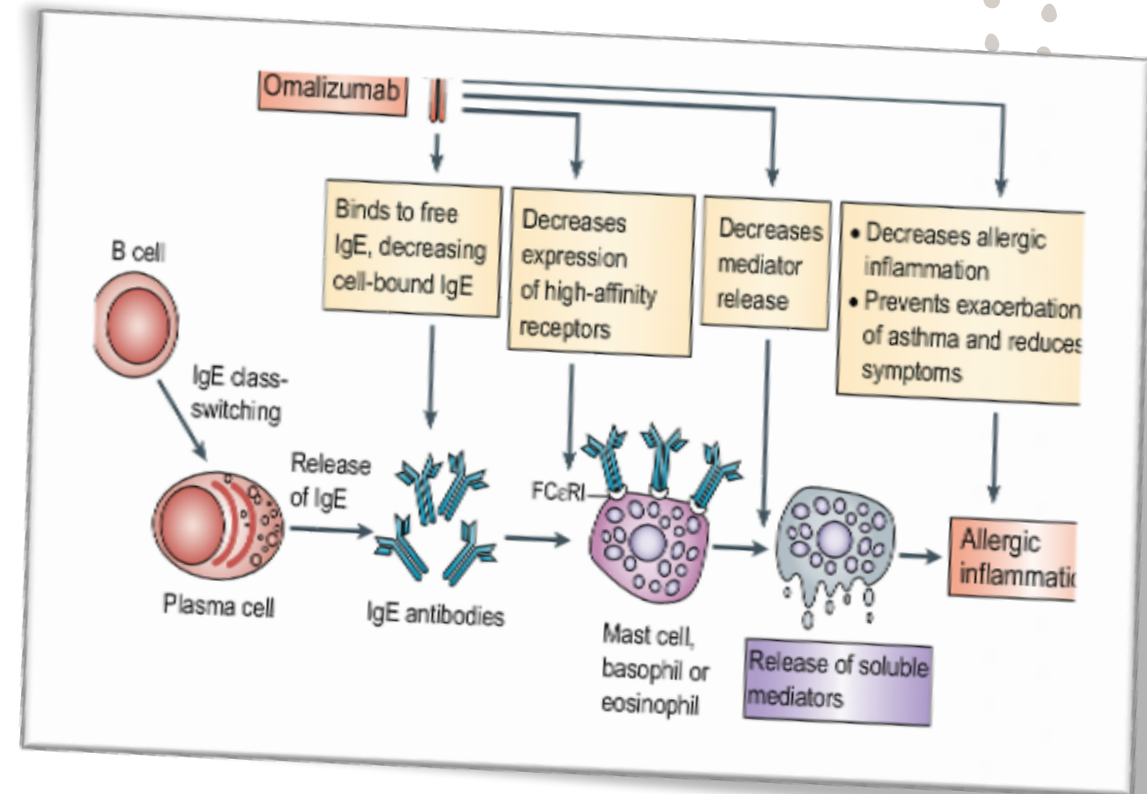 Omalizumab
Binds to free
IgE, decreasing
cell-bound IgE
Decreases
expression
of high-affinity
receptors
Decreases
mediator
release
• Decreases allergic
inflammation
• Prevents exacerbation
of asthma and reduces
symptoms
B cell
IgE class-
switching
Release
of IgE
FCεRI
Plasma cell
IgE antibodies
Mast cell,
basophil or
eosinophil
Release of soluble
mediators
Allergic
inflammatic